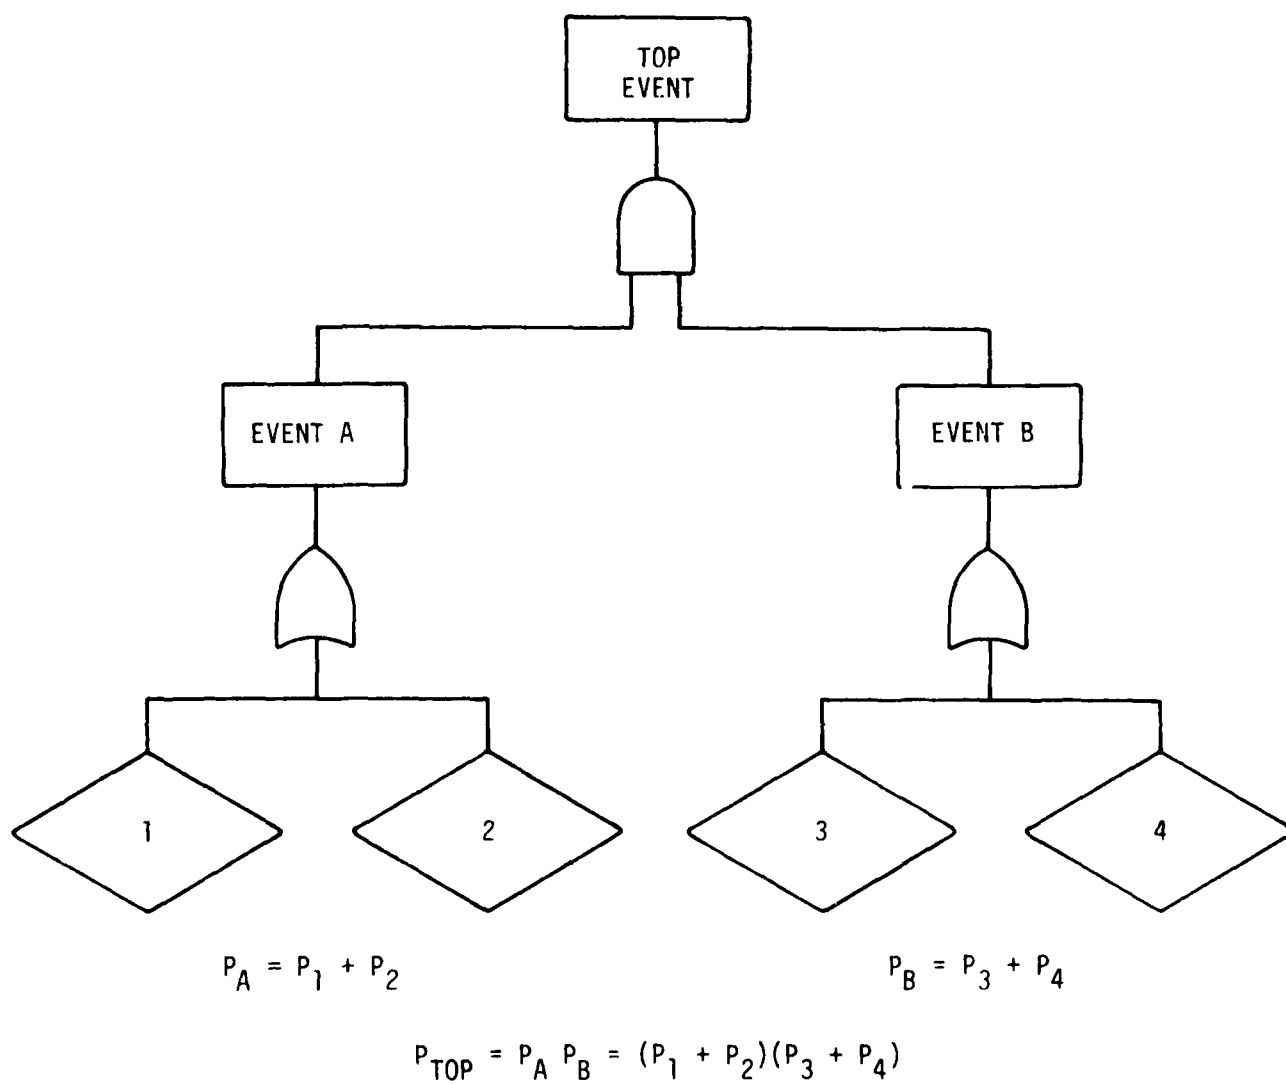 TOP
EVENT
EVENT A
EVENT B
1
2
3
4
P_A = P_1 + P_2
P_B = P_3 + P_4
P_TOP = P_A P_B = (P_1 + P_2)(P_3 + P_4)